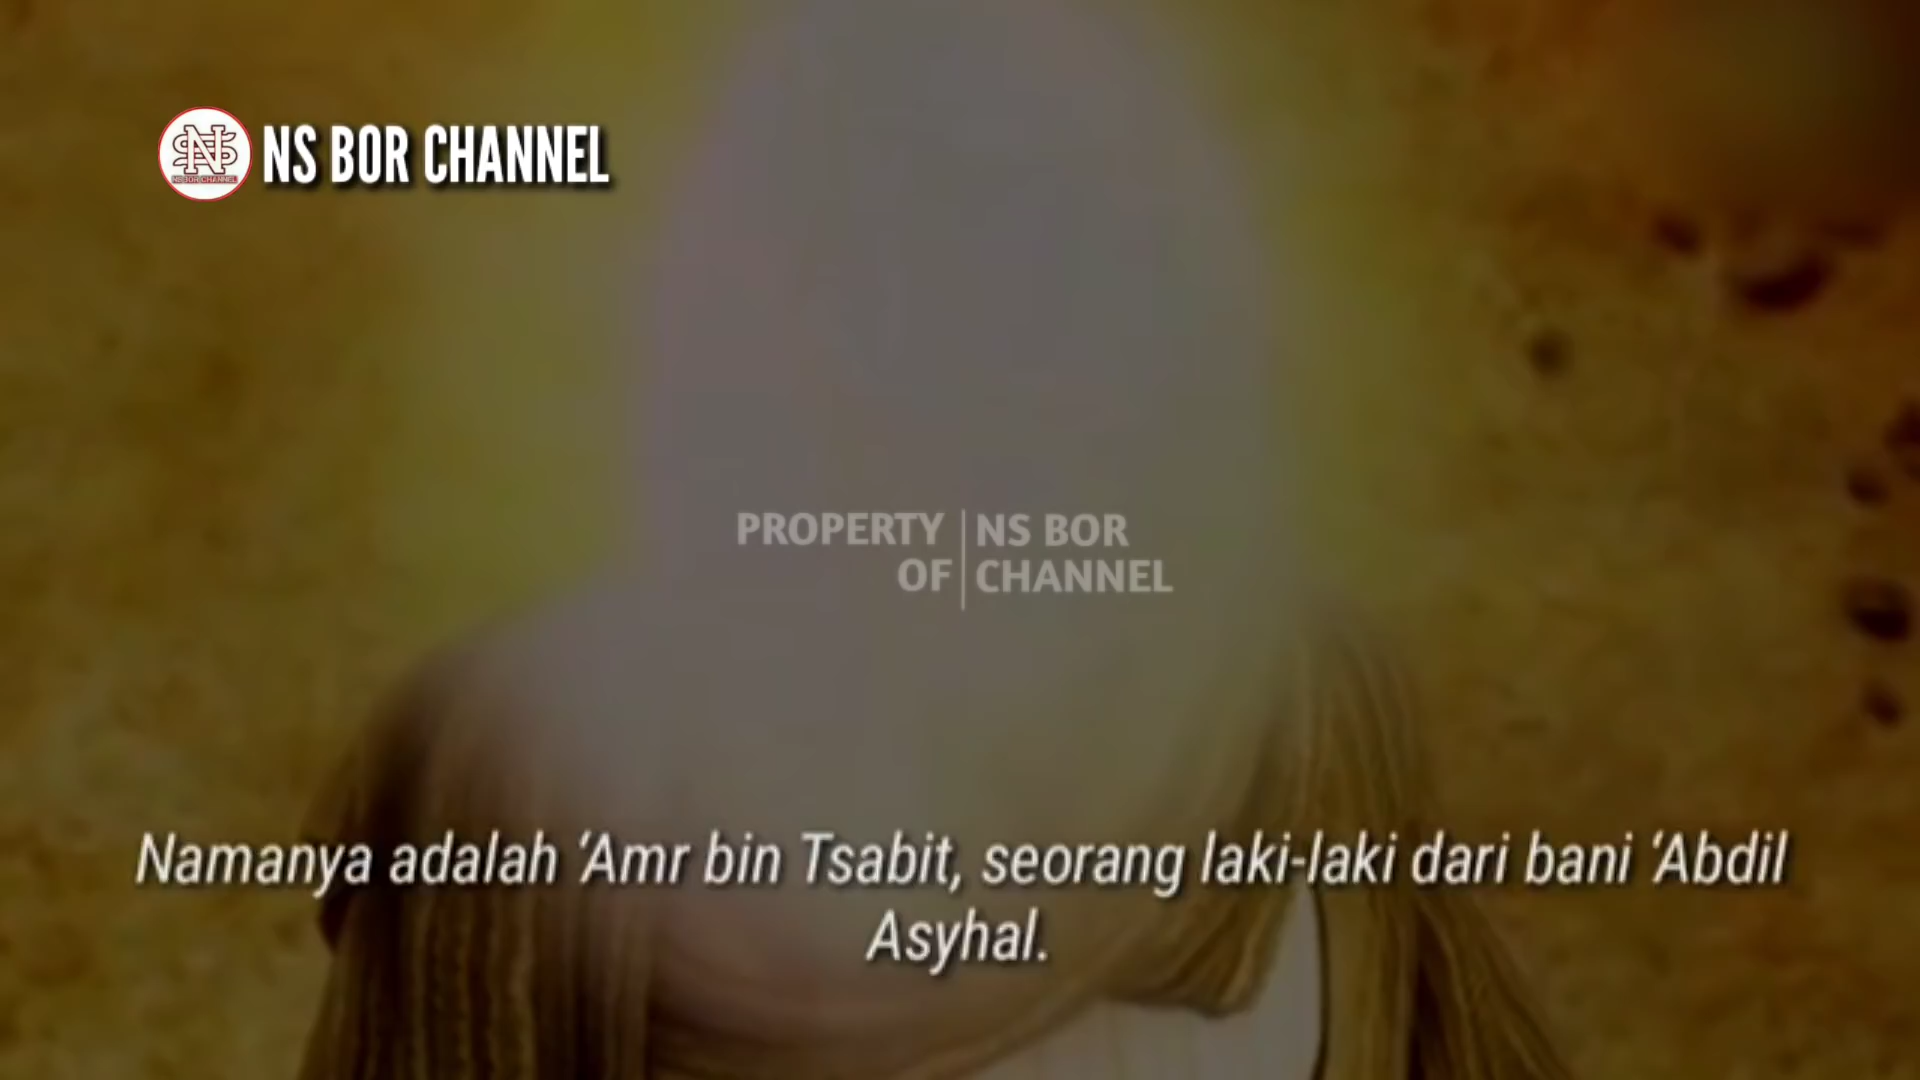 NS BOR CHANNEL
PROPERTY OF
NS BOR CHANNEL
Namanya adalah ‘Amr bin Tsabit, seorang laki-laki dari bani ‘Abdil
Asyhal.